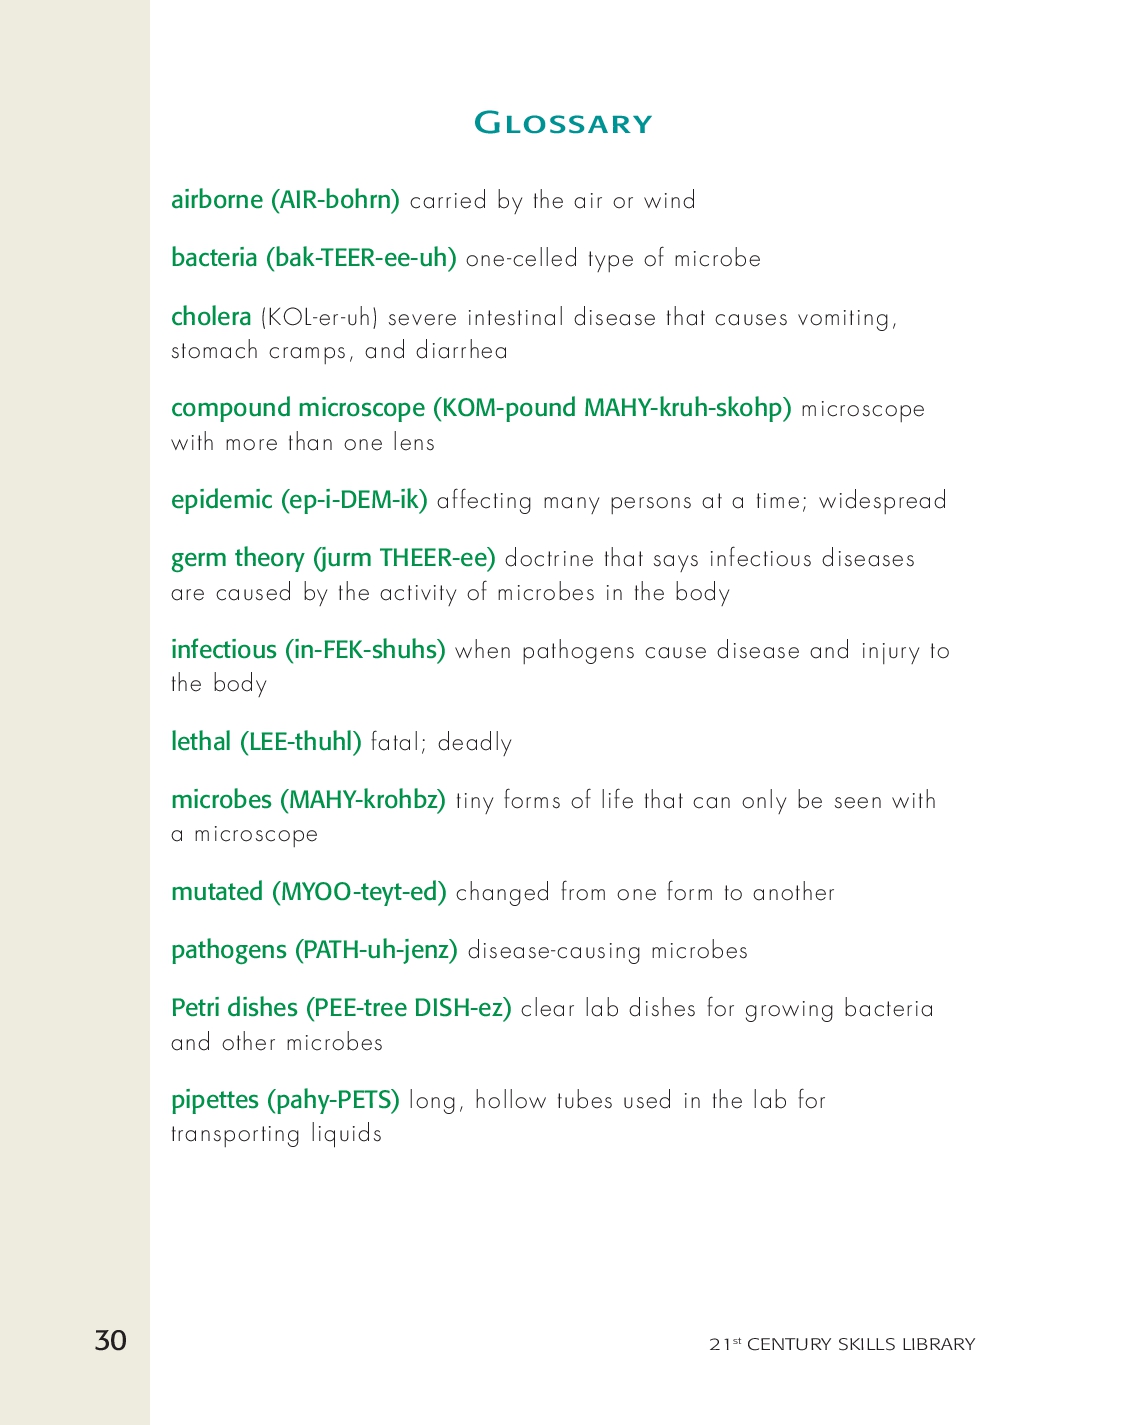 Glossary
airborne (AIR-bohrn) carried by the air or wind
bacteria (bak-TEER-ee-uh) one-celled type of microbe
cholera (KOL-er-uh) severe intestinal disease that causes vomiting,
stomach cramps, and diarrhea
compound microscope (KOM-pound MAHY-kruh-skohp) microscope
with more than one lens
epidemic (ep-i-DEM-ik) affecting many persons at a time; widespread
germ theory (jurm THEER-ee) doctrine that says infectious diseases
are caused by the activity of microbes in the body
infectious (in-FEK-shuhs) when pathogens cause disease and injury to
the body
lethal (LEE-thuhl) fatal; deadly
microbes (MAHY-krohbz) tiny forms of life that can only be seen with
a microscope
mutated (MYOO-teyt-ed) changed from one form to another
pathogens (PATH-uh-jenz) disease-causing microbes
Petri dishes (PEE-tree DISH-ez) clear lab dishes for growing bacteria
and other microbes
pipettes (pahy-PETS) long, hollow tubes used in the lab for
transporting liquids
30
21st CENTURY SKILLS LIBRARY